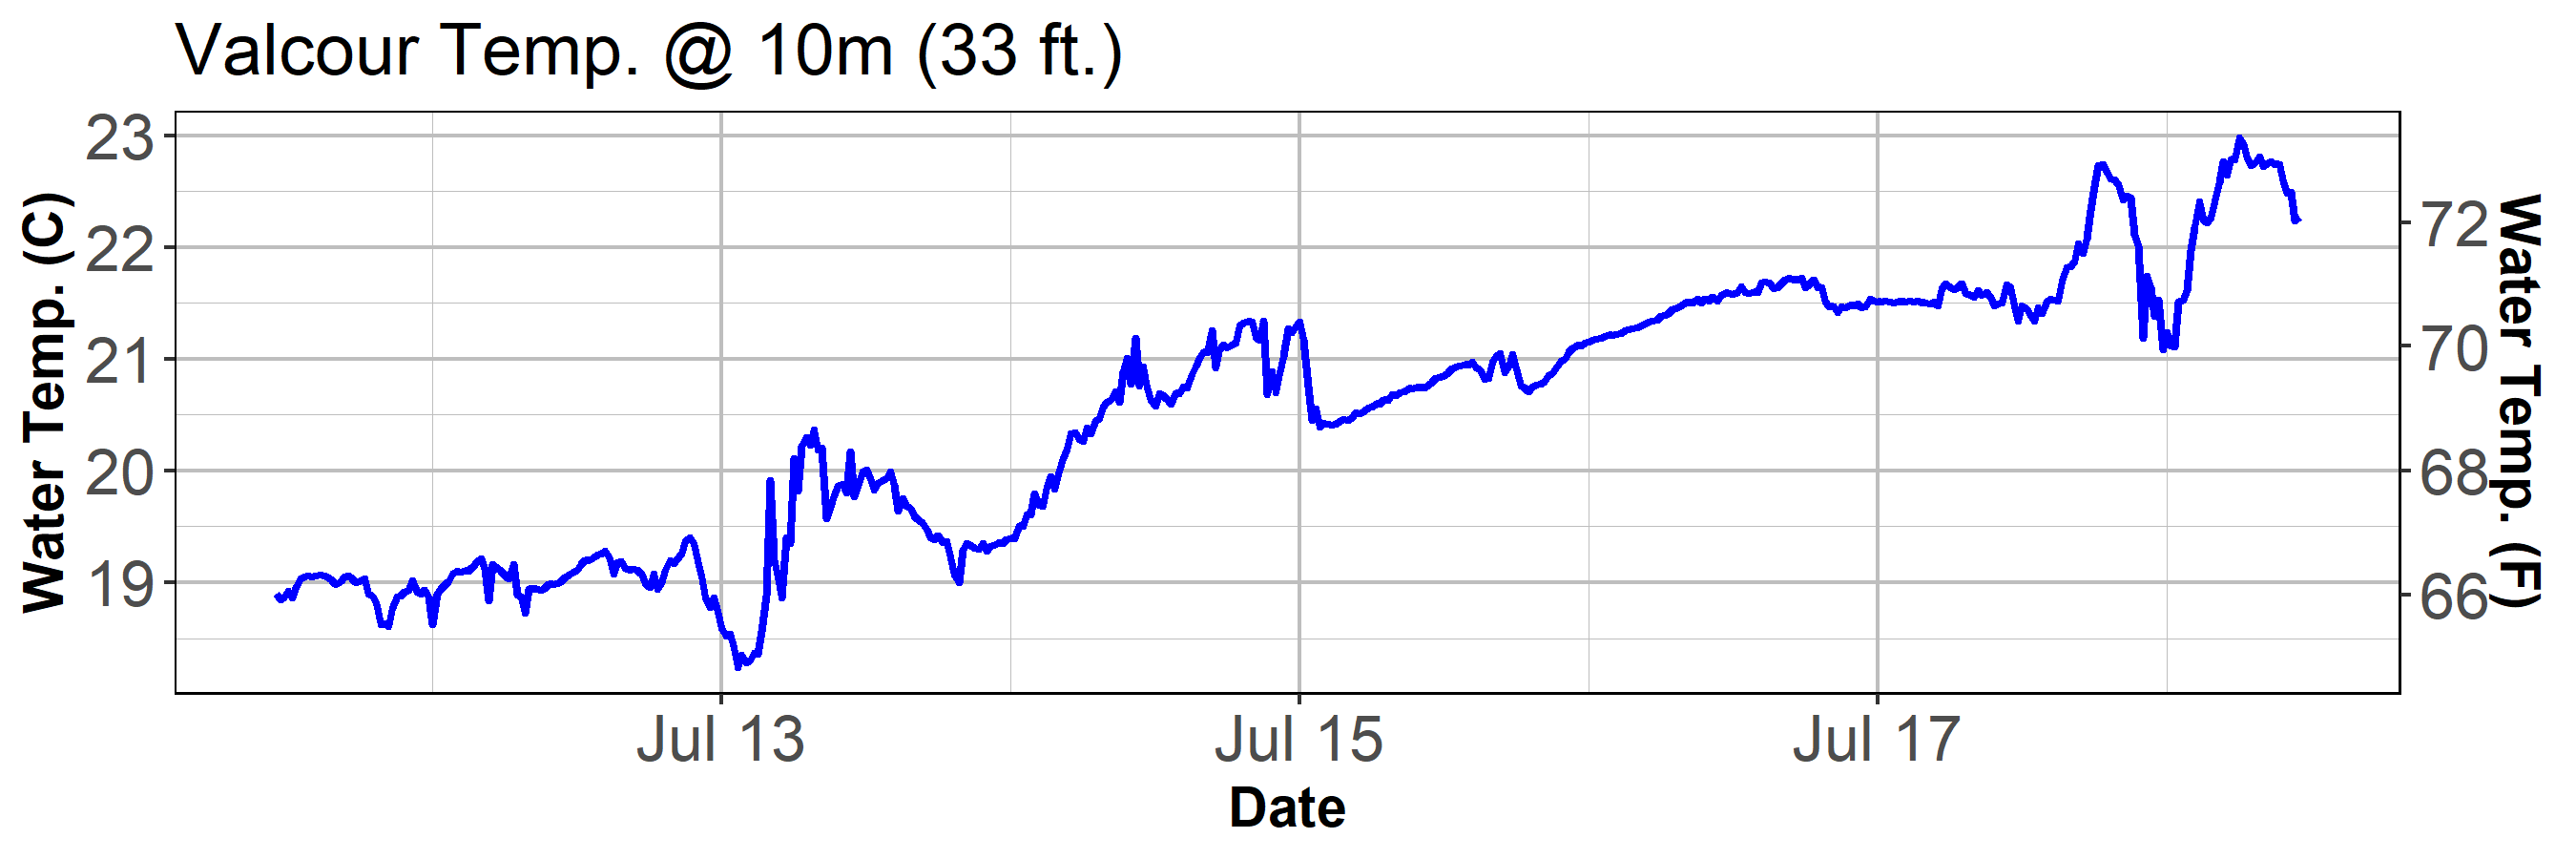 Valcour Temp. @ 10m (33 ft.)
Water Temp. (C)
23
22
21
20
19
72
70
68
66
Water Temp. (F)
Jul 13 Jul 15 Jul 17
Date